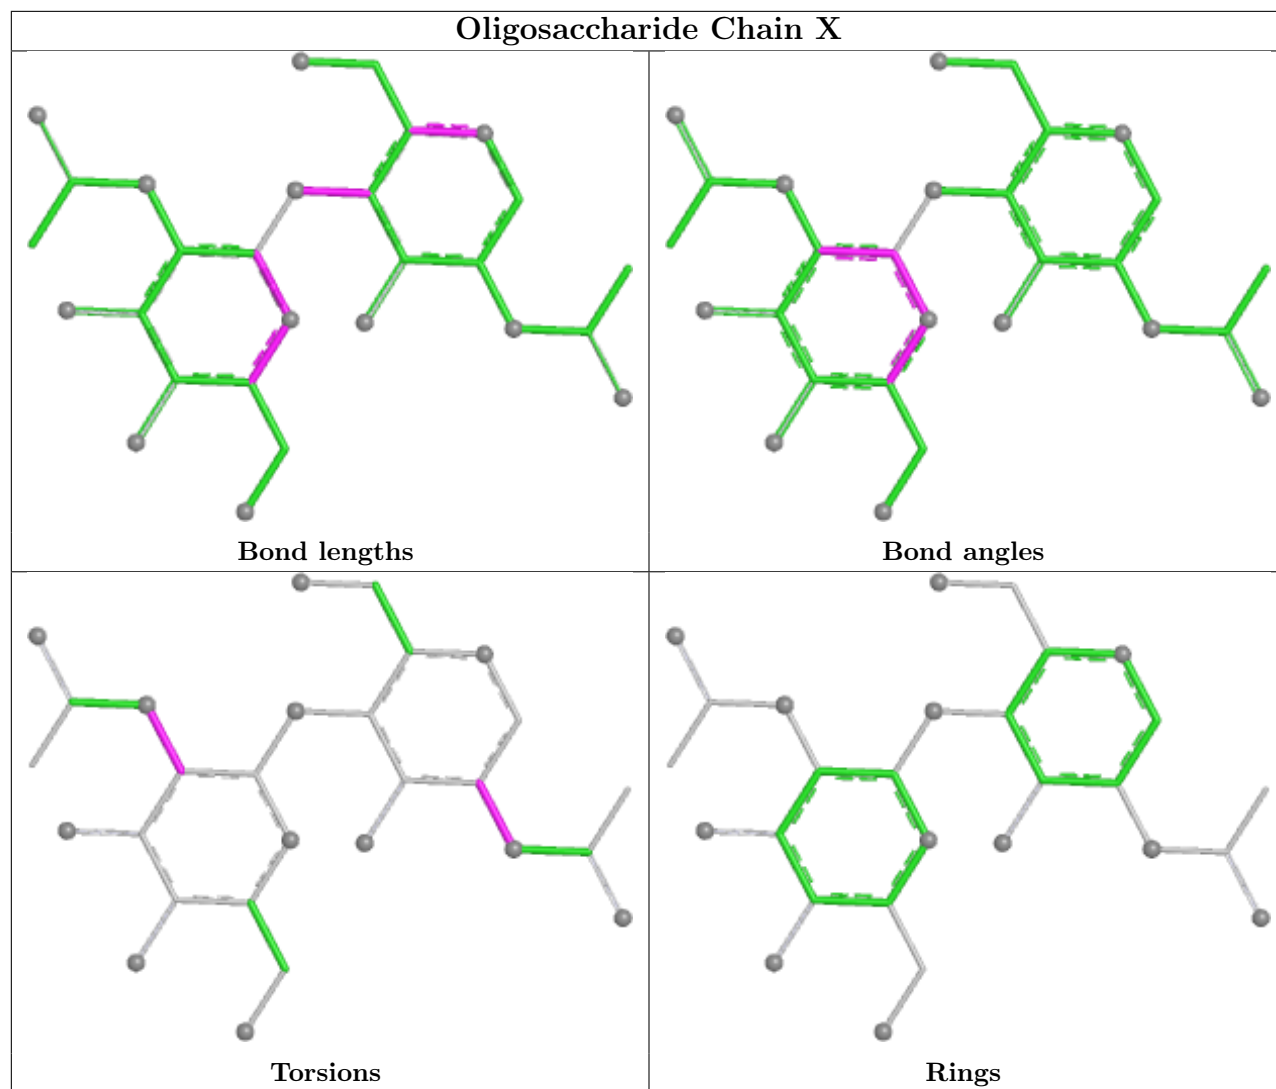 Oligosaccharide Chain X
Bond lengths
Bond angles
Torsions
Rings